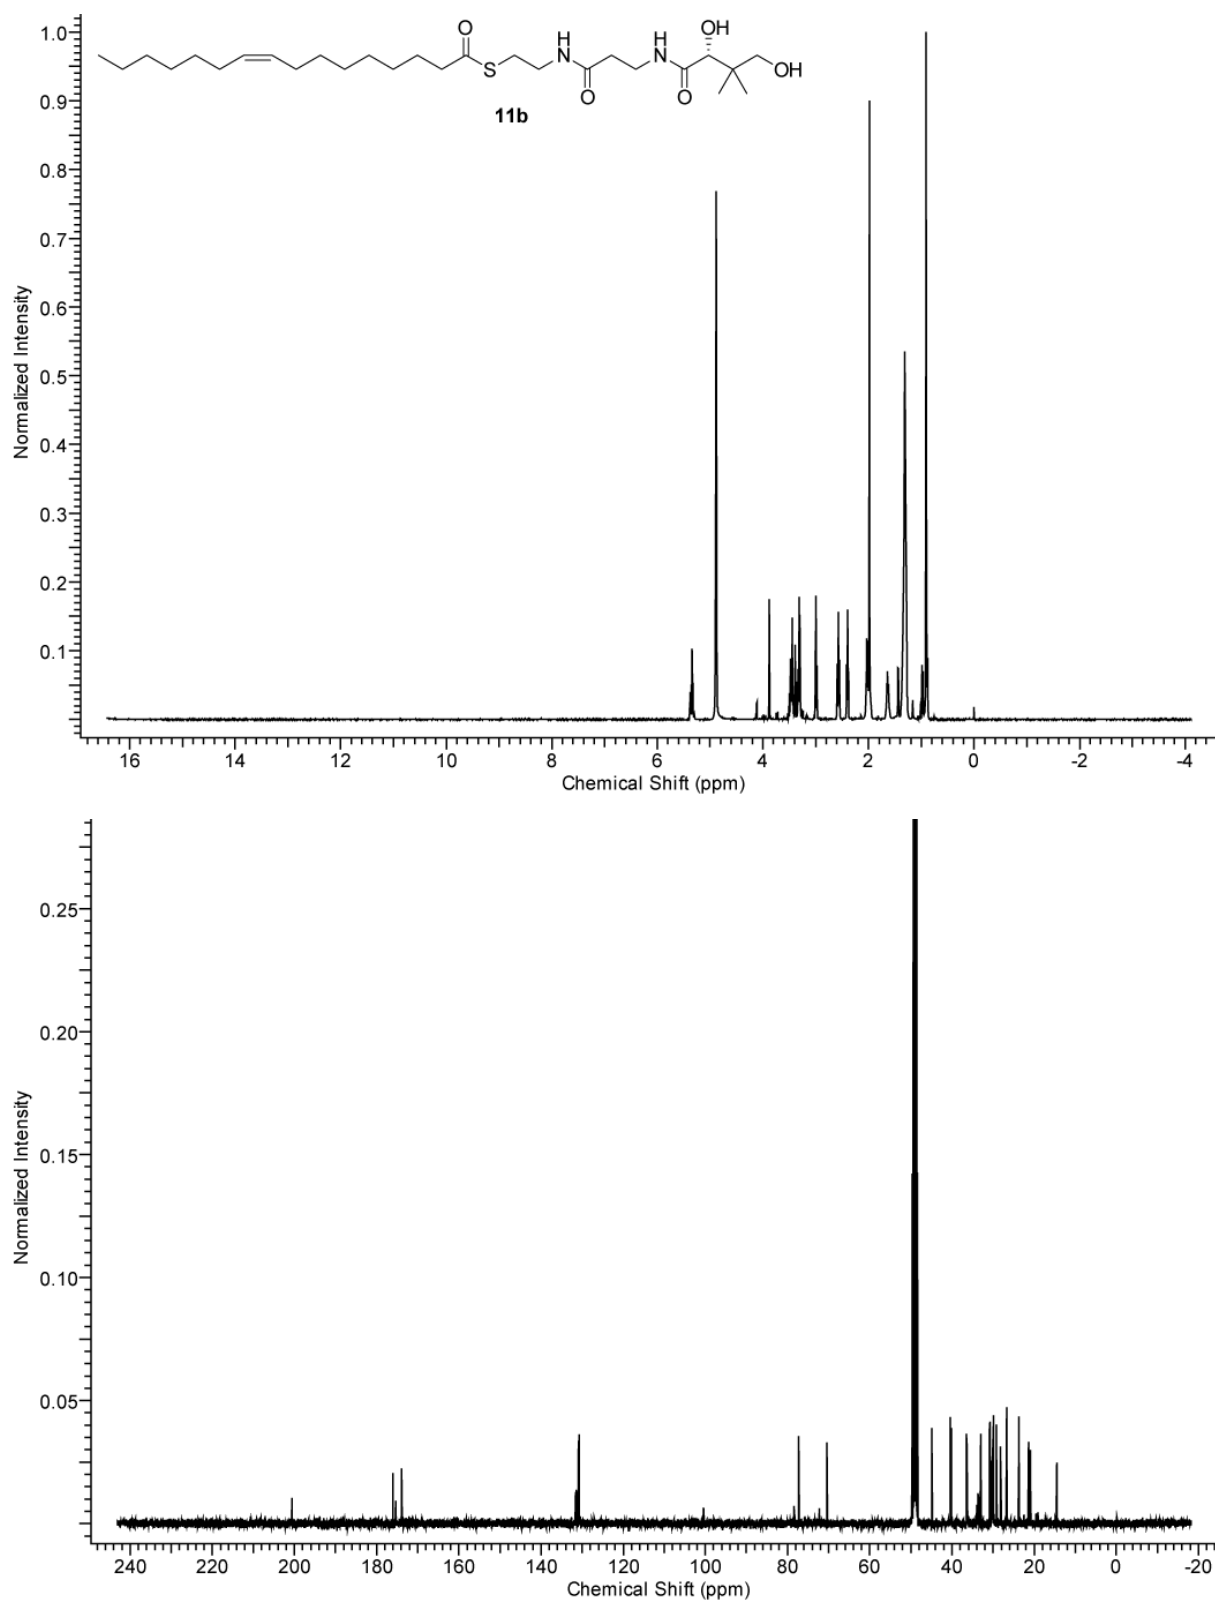 O
OH
H
N
H
N
S
O
O
OH
11b
1.0
0.9
0.8
0.7
0.6
0.5
0.4
0.3
0.2
0.1
Normalized Intensity
16 14 12 10 8 6 4 2 0 -2 -4
Chemical Shift (ppm)
0.25
0.20
0.15
0.10
0.05
Normalized Intensity
240 220 200 180 160 140 120 100 80 60 40 20 0 -20
Chemical Shift (ppm)